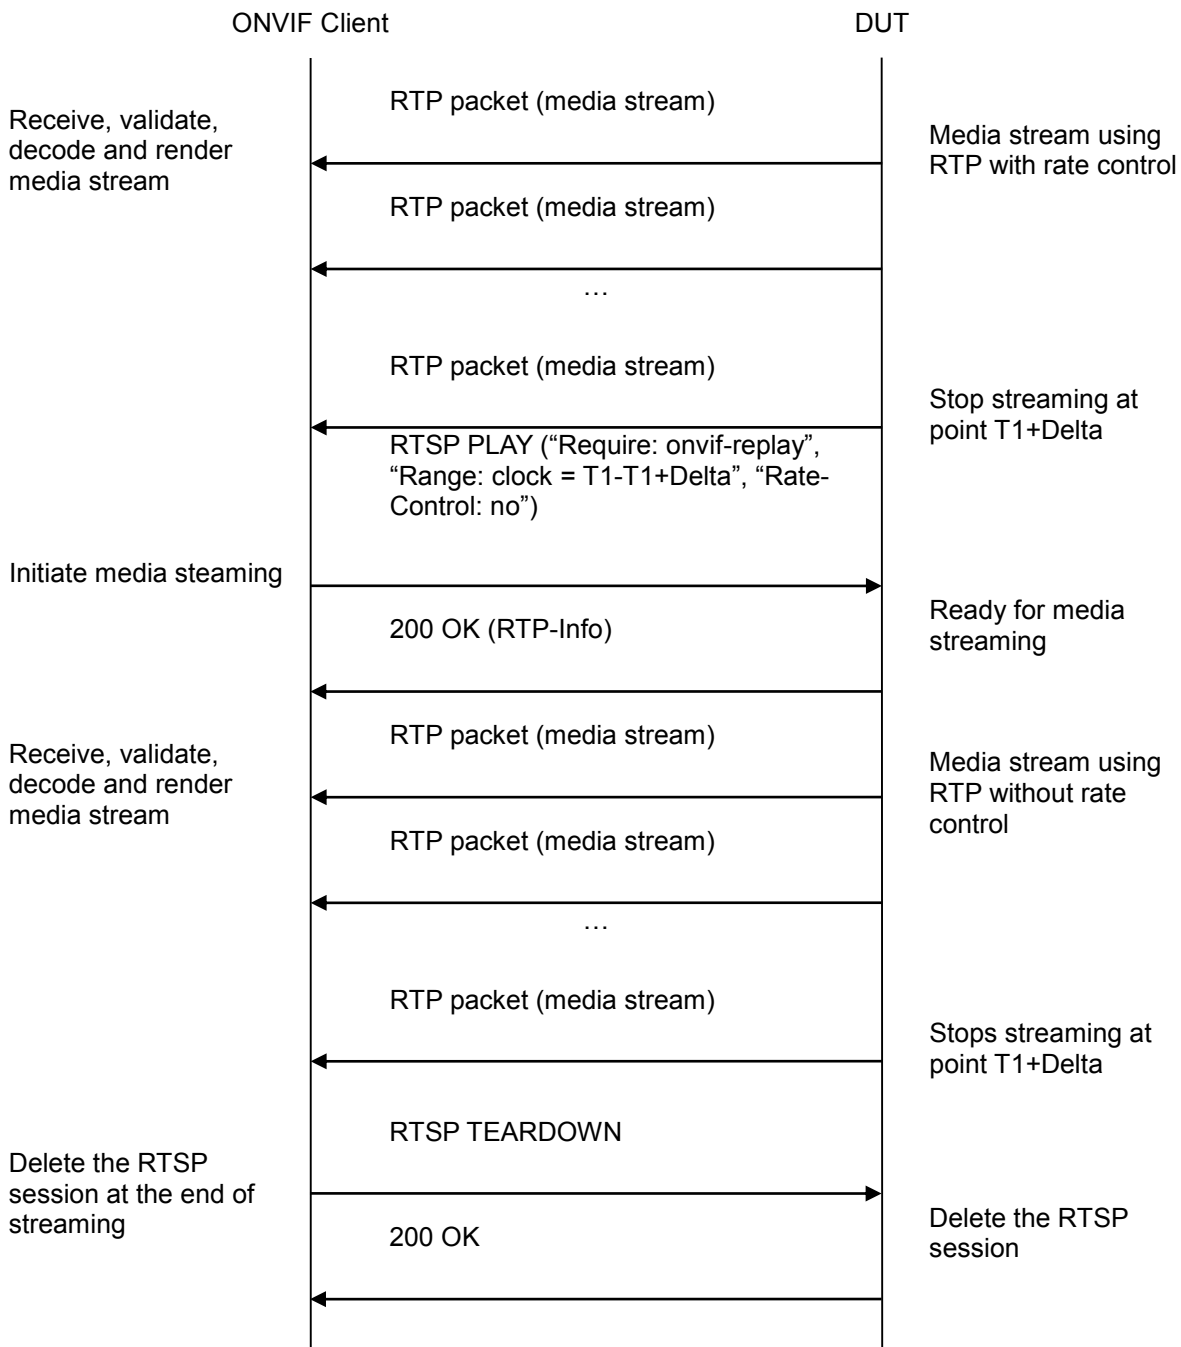 ONVIF Client
DUT
RTP packet (media stream)
Receive, validate,
decode and render
media stream
Media stream using
RTP with rate control
RTP packet (media stream)
…
RTP packet (media stream)
Stop streaming at
point T1+Delta
RTSP PLAY (“Require: onvif-replay”,
“Range: clock = T1-T1+Delta”, “Rate-
Control: no”)
Initiate media steaming
Ready for media
streaming
200 OK (RTP-Info)
RTP packet (media stream)
Receive, validate,
decode and render
media stream
Media stream using
RTP without rate
control
RTP packet (media stream)
…
RTP packet (media stream)
Stops streaming at
point T1+Delta
RTSP TEARDOWN
Delete the RTSP
session at the end of
streaming
Delete the RTSP
session
200 OK